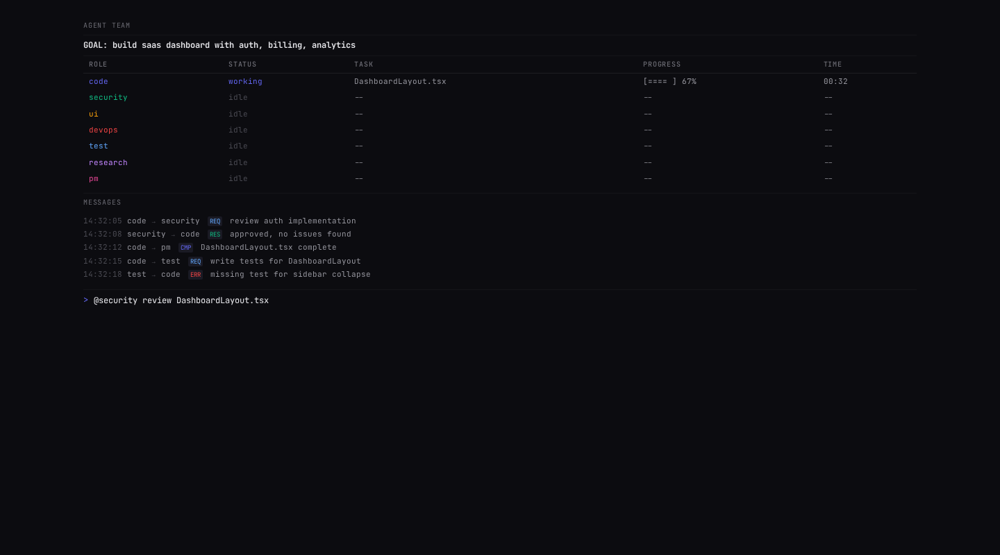 AGENT TEAM
GOAL: build saas dashboard with auth, billing, analytics
ROLE STATUS TASK PROGRESS TIME
code working DashboardLayout.tsx [==== ] 67% 00:32
security idle -- -- --
ui idle -- -- --
devops idle -- -- --
test idle -- -- --
research idle -- -- --
pm idle -- -- --
MESSAGES
14:32:05 code → security REQ review auth implementation
14:32:08 security → code RES approved, no issues found
14:32:12 code → pm CMP DashboardLayout.tsx complete
14:32:15 code → test REQ write tests for DashboardLayout
14:32:18 test → code ERR missing test for sidebar collapse
> @security review DashboardLayout.tsx